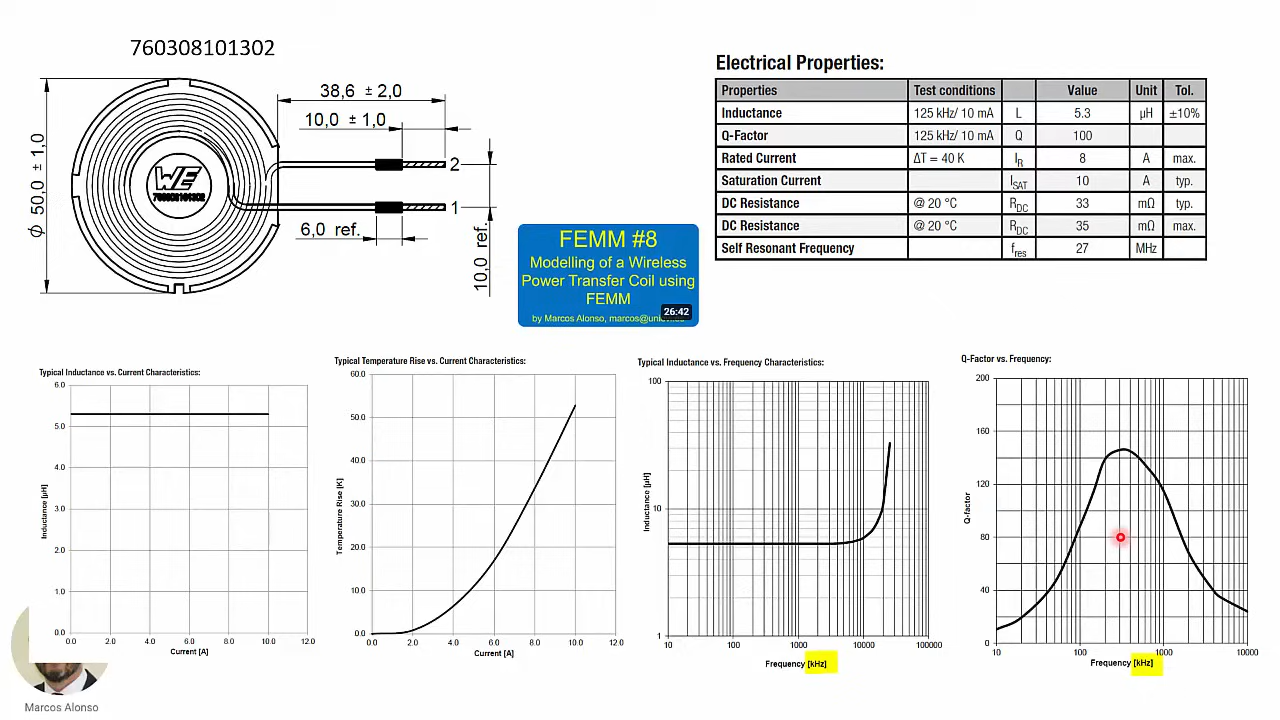 760308101302
38,6 ± 2,0
10,0 ± 1,0
ϕ 50,0 ± 1,0
WE
760308101302
2
1
6,0 ref.
10,0 ref.
FEMM #8
Modelling of a Wireless
Power Transfer Coil using
FEMM
by Marcos Alonso,
26:42
Electrical Properties:
Properties Test conditions Value Unit Tol.
Inductance 125 kHz/ 10 mA L 5.3 µH ±10%
Q-Factor 125 kHz/ 10 mA Q 100
Rated Current ΔT = 40 K IR 8 A max.
Saturation Current ISAT 10 A typ.
DC Resistance @ 20 °C RDC 33 mΩ typ.
DC Resistance @ 20 °C RDC 35 mΩ max.
Self Resonant Frequency fres 27 MHz
Typical Inductance vs. Current Characteristics:
6.0
5.0
4.0
3.0
2.0
1.0
0.0
Inductance [µH]
0.0 2.0 4.0 6.0 8.0 10.0 12.0
Current [A]
Typical Temperature Rise vs. Current Characteristics:
60.0
50.0
40.0
30.0
20.0
10.0
0.0
Temperature Rise [K]
0.0 2.0 4.0 6.0 8.0 10.0 12.0
Current [A]
Typical Inductance vs. Frequency Characteristics:
100
10
1
Inductance [µH]
10 100 1000 10000 100000
Frequency [kHz]
Q-Factor vs. Frequency:
200
160
120
80
40
0
Q-factor
10 100 1000 10000
Frequency [kHz]
Marcos Alonso